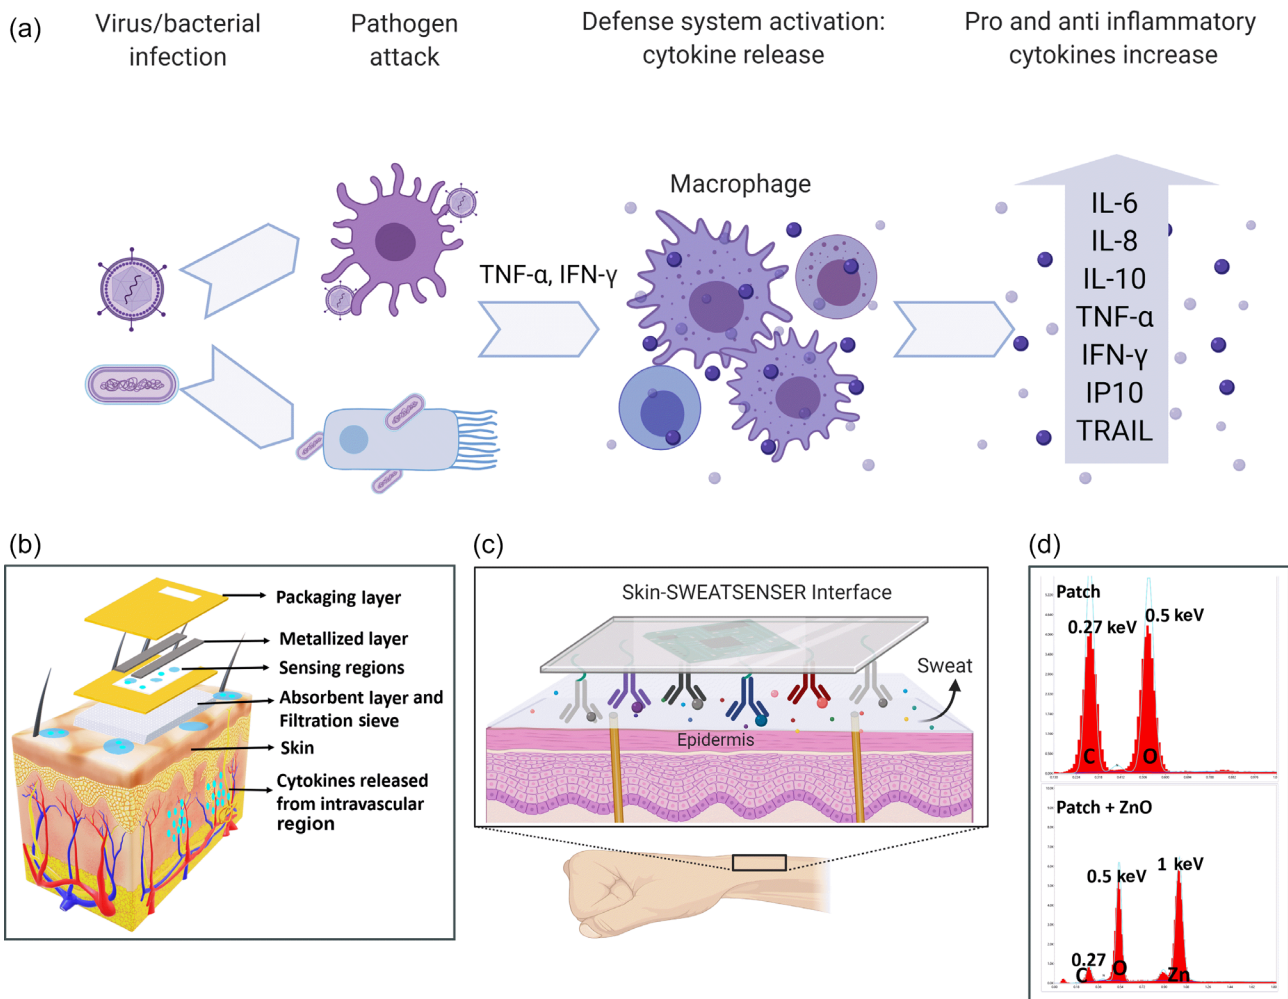 (a)
Virus/bacterial
infection
Pathogen
attack
Defense system activation:
cytokine release
Pro and anti inflammatory
cytokines increase
Macrophage
TNF-α, IFN-γ
IL-6
IL-8
IL-10
TNF-α
IFN-γ
IP10
TRAIL
(b)
Packaging layer
Metallized layer
Sensing regions
Absorbent layer and
Filtration sieve
Skin
Cytokines released
from intravascular
region
(c)
Skin-SWEATSENSER Interface
Sweat
Epidermis
(d)
Patch
0.27 keV
0.5 keV
C
O
Patch + ZnO
0.5 keV
1 keV
0.27
C
O
Zn